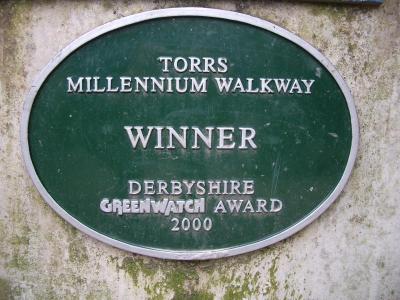 TORRS
MILLENNIUM WALKWAY
WINNER
DERBYSHIRE
GREENWATCH AWARD
2000